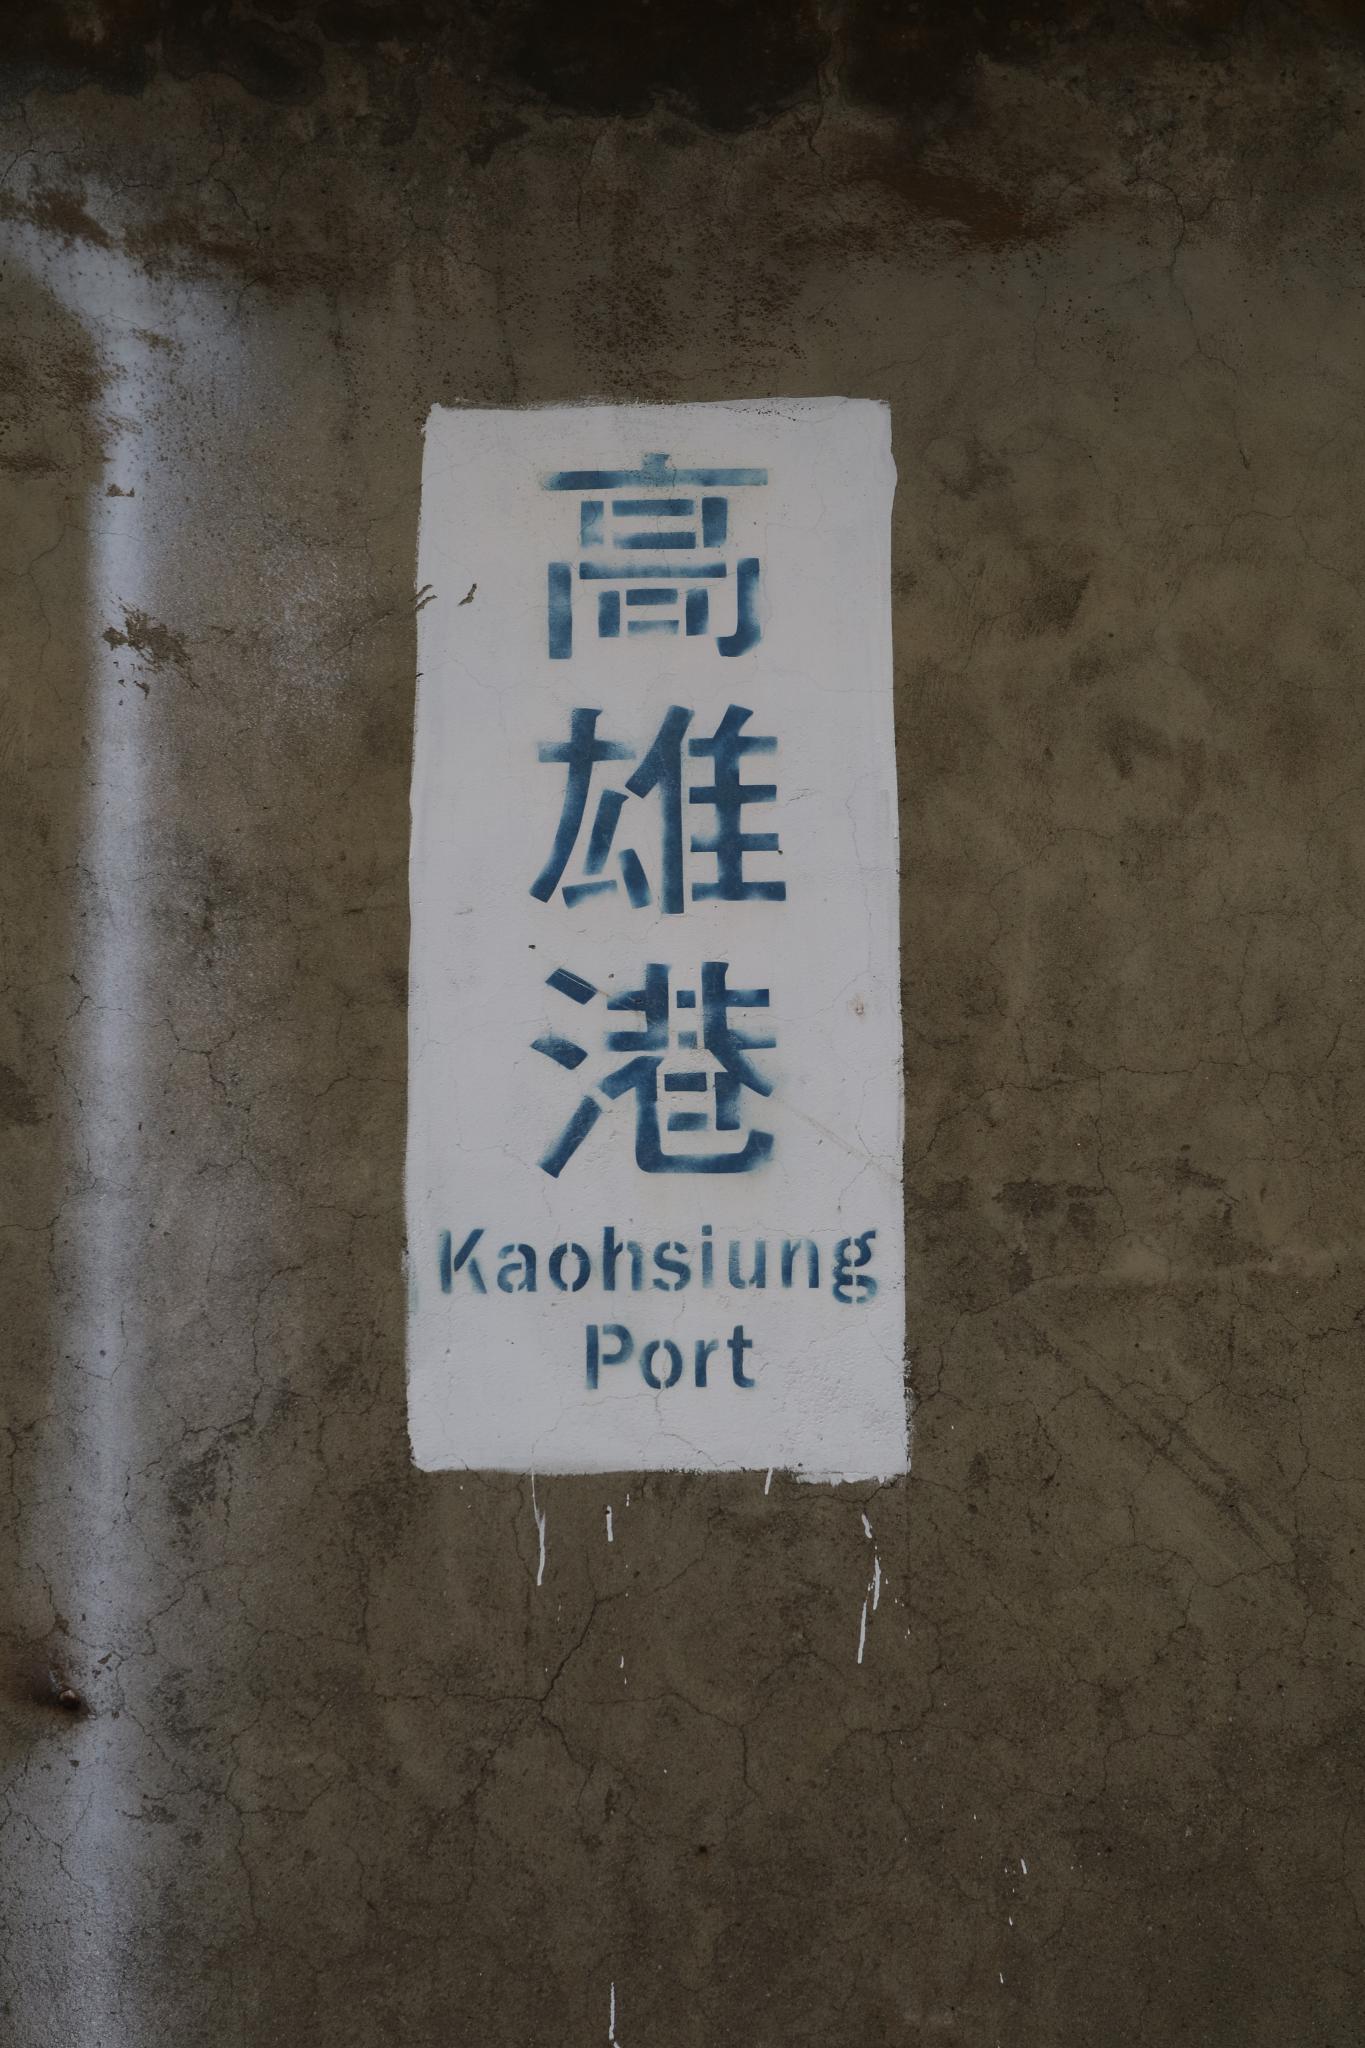 高雄港
Kaohsiung
Port